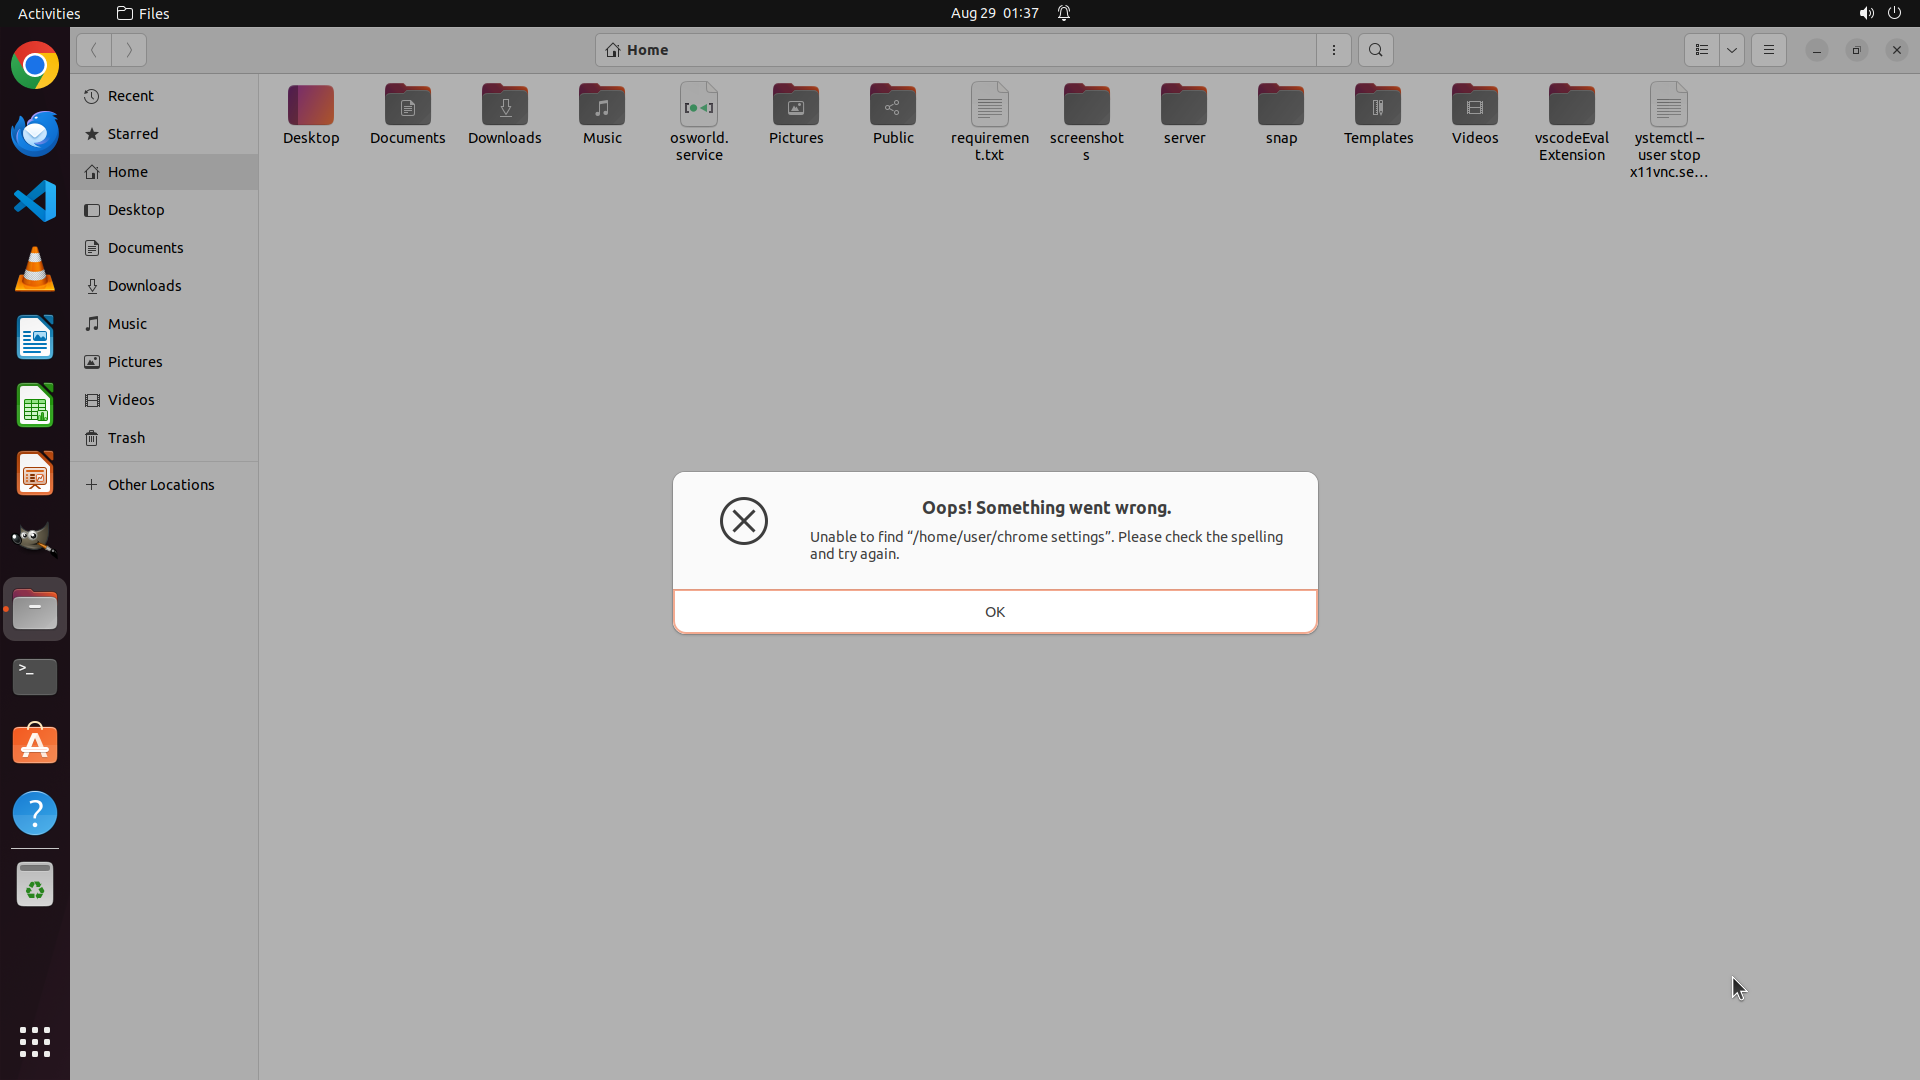 Activities
Files
Aug 29 01:37
Home
Recent
Starred
Home
Desktop
Documents
Downloads
Music
Pictures
Videos
Trash
Other Locations
Desktop
Documents
Downloads
Music
osworld.
service
Pictures
Public
requiremen
t.txt
screenshot
s
server
snap
Templates
Videos
vscodeEval
Extension
ystemctl --
user stop
x11vnc.se...
Oops! Something went wrong.
Unable to find “/home/user/chrome settings”. Please check the spelling
and try again.
OK